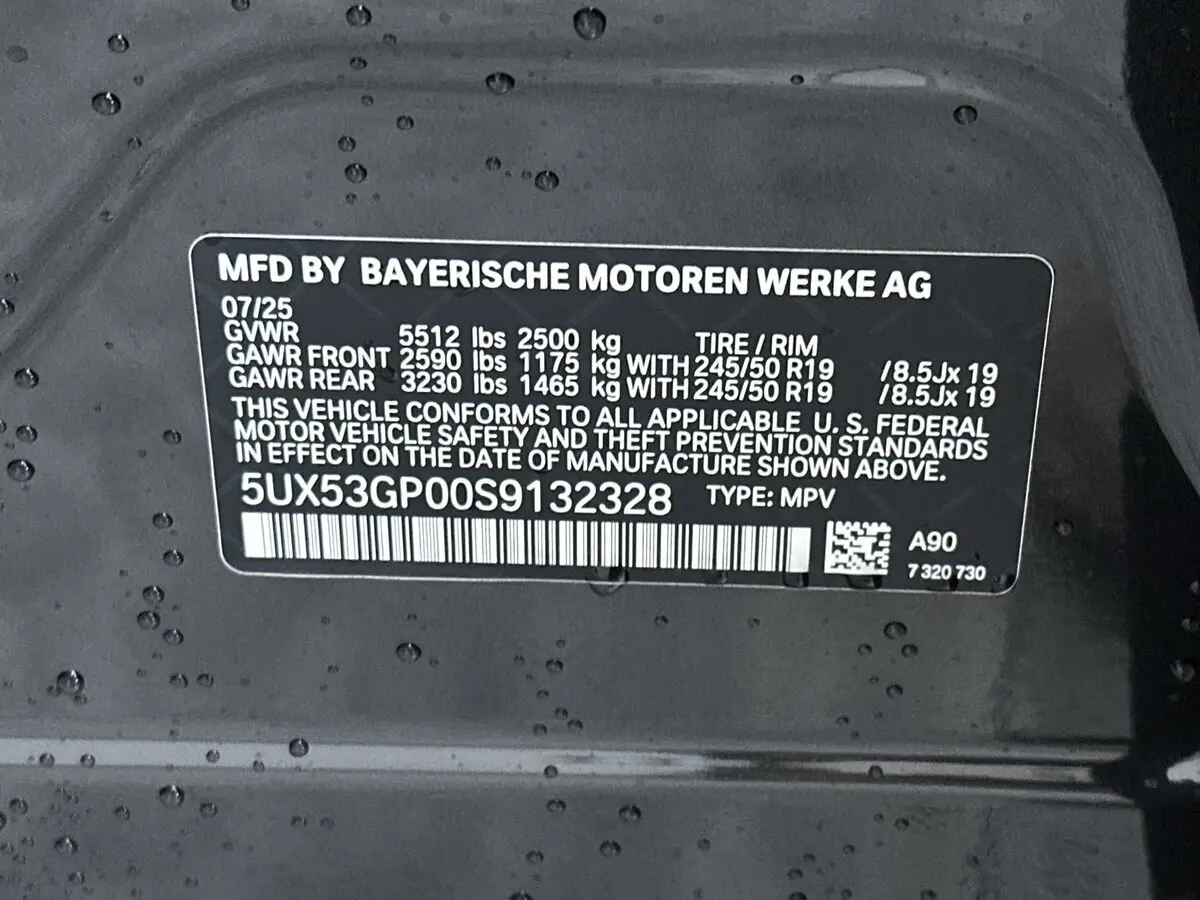 MFD BY BAYERISCHE MOTOREN WERKE AG
07/25
GVWR 5512 lbs 2500 kg TIRE / RIM
GAWR FRONT 2590 lbs 1175 kg WITH 245/50 R19 /8.5Jx 19
GAWR REAR 3230 lbs 1465 kg WITH 245/50 R19 /8.5Jx 19
THIS VEHICLE CONFORMS TO ALL APPLICABLE U. S. FEDERAL
MOTOR VEHICLE SAFETY AND THEFT PREVENTION STANDARDS
IN EFFECT ON THE DATE OF MANUFACTURE SHOWN ABOVE.
5UX53GP00S9132328 TYPE: MPV
A90
7 320 730